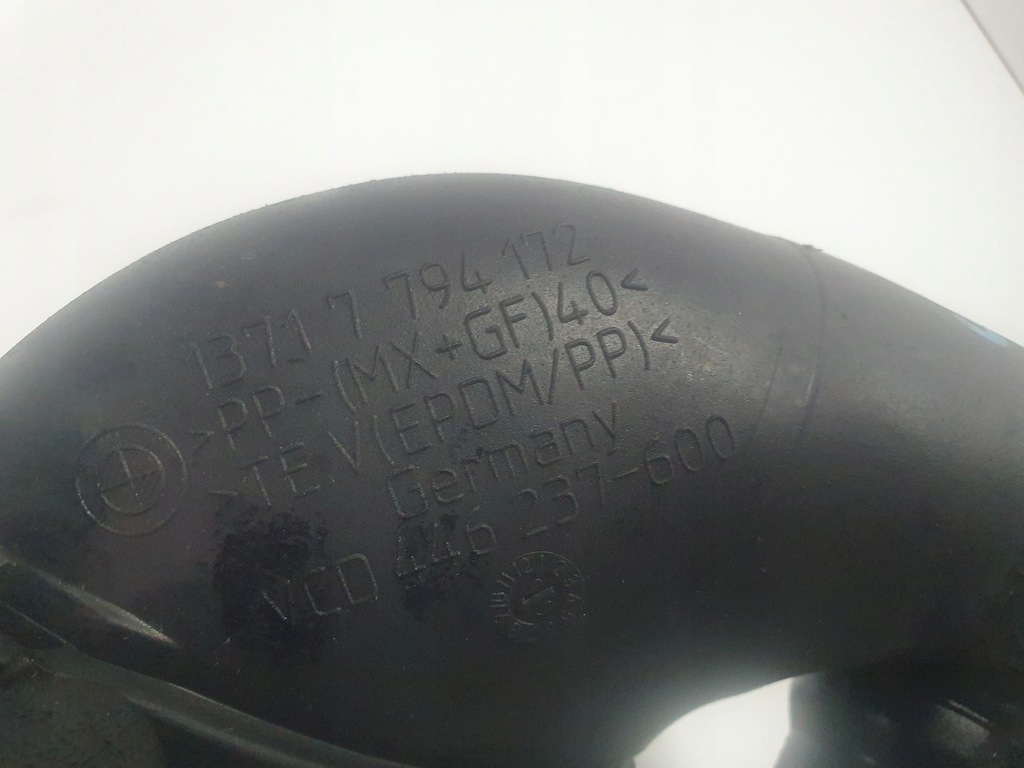 1371 7 794 172
>PP-(MX+GF)40<
>TE.V(EPDM/PP)<
Germany
VCD 446 237-600